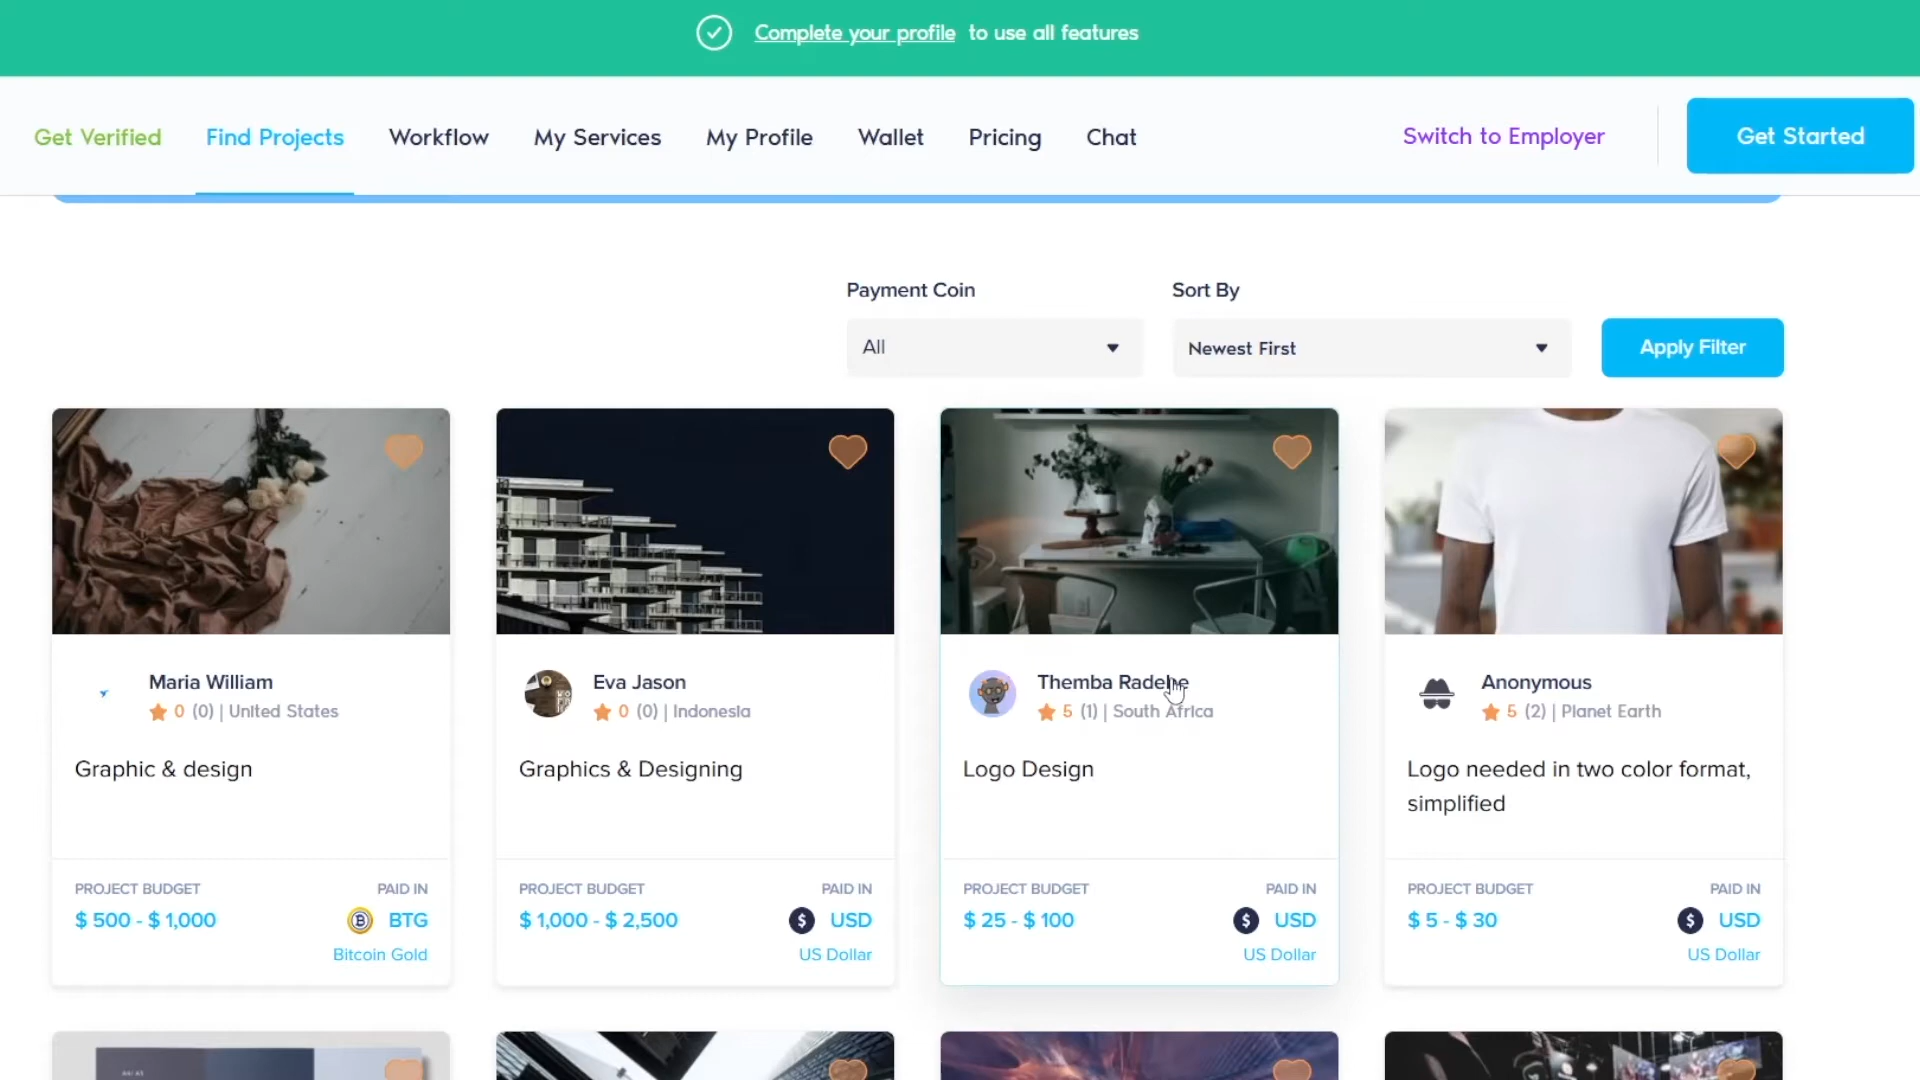 Complete your profile to use all features
Get Verified
Find Projects
Workflow
My Services
My Profile
Wallet
Pricing
Chat
Switch to Employer
Get Started
Payment Coin
Sort By
All
Newest First
Apply Filter
Maria William
0 (0) | United States
Graphic & design
PROJECT BUDGET
PAID IN
$ 500 - $ 1,000
BTG
Bitcoin Gold
Eva Jason
0 (0) | Indonesia
Graphics & Designing
PROJECT BUDGET
PAID IN
$ 1,000 - $ 2,500
USD
US Dollar
Themba Radebe
5 (1) | South Africa
Logo Design
PROJECT BUDGET
PAID IN
$ 25 - $ 100
USD
US Dollar
Anonymous
5 (2) | Planet Earth
Logo needed in two color format,
simplified
PROJECT BUDGET
PAID IN
$ 5 - $ 30
USD
US Dollar